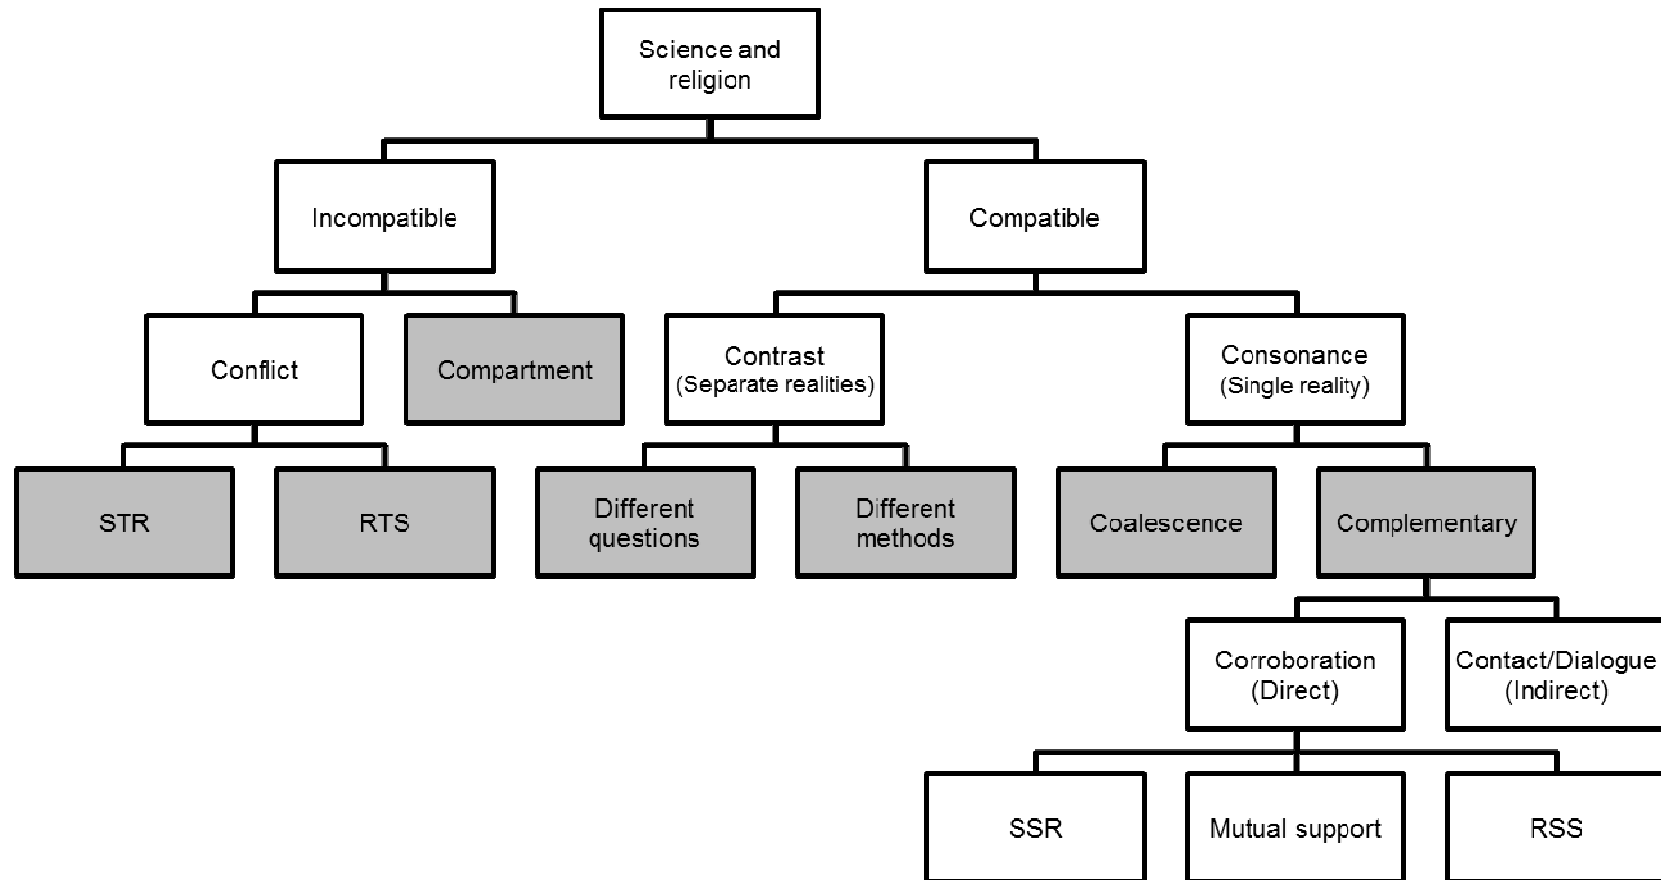 Science and
religion
Incompatible
Compatible
Conflict
Compartment
Contrast
(Separate realities)
Consonance
(Single reality)
STR
RTS
Different
questions
Different
methods
Coalescence
Complementary
Corroboration
(Direct)
Contact/Dialogue
(Indirect)
SSR
Mutual support
RSS